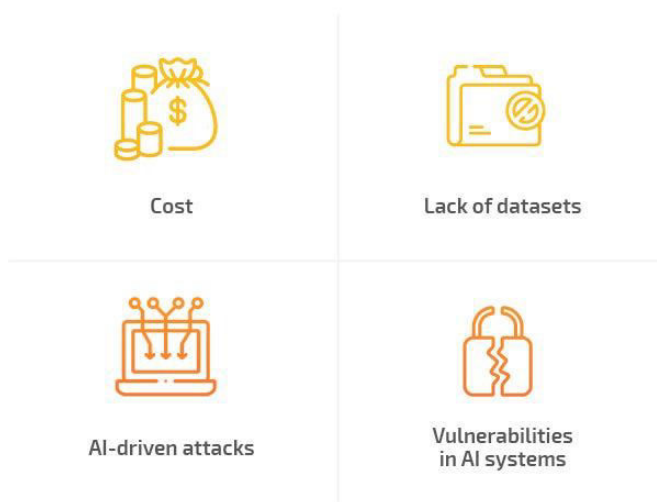 $
Cost
Lack of datasets
AI-driven attacks
Vulnerabilities
in AI systems